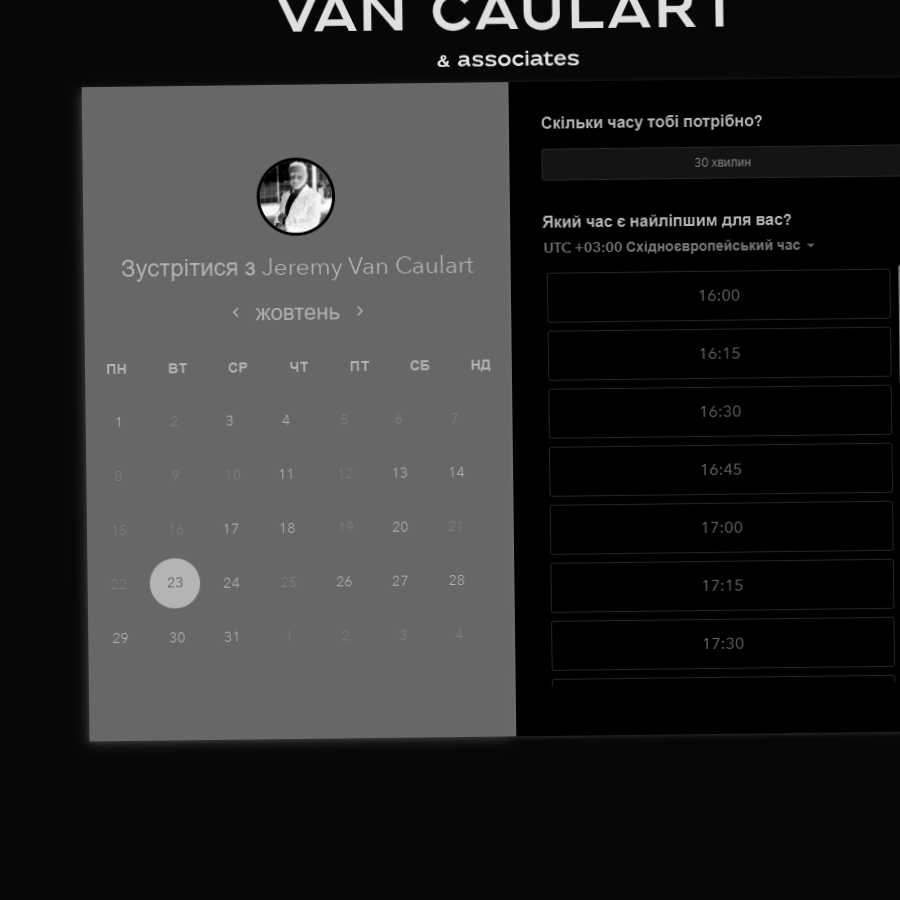 VAN CAULART
& associates
Зустрітися з Jeremy Van Caulart
‹ жовтень ›
ПН ВТ СР ЧТ ПТ СБ НД
1 2 3 4 5 6 7
8 9 10 11 12 13 14
15 16 17 18 19 20 21
22 23 24 25 26 27 28
29 30 31 1 2 3 4
Скільки часу тобі потрібно?
30 хвилин
Який час є найліпшим для вас?
UTC +03:00 Східноєвропейський час
16:00
16:15
16:30
16:45
17:00
17:15
17:30